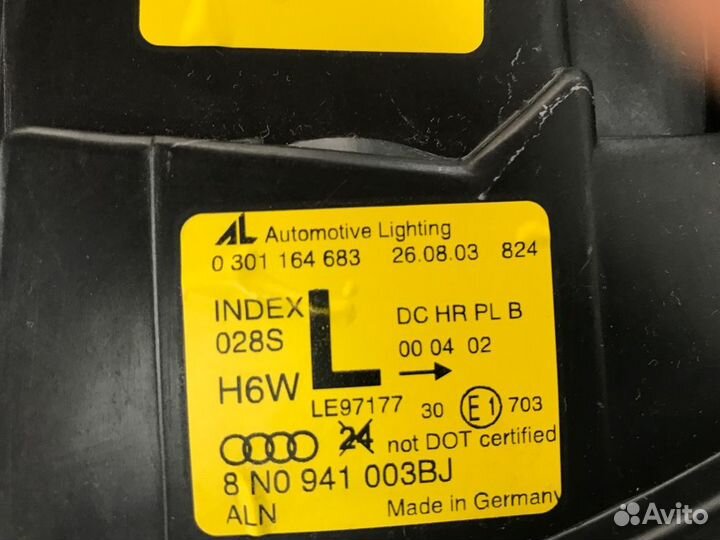 AL Automotive Lighting
0 301 164 683 26.08.03 824
INDEX L DC HR PL B
028S 00 04 02
H6W LE97177 30 E1 703
24 not DOT certified
8 N0 941 003BJ
ALN Made in Germany
Avito